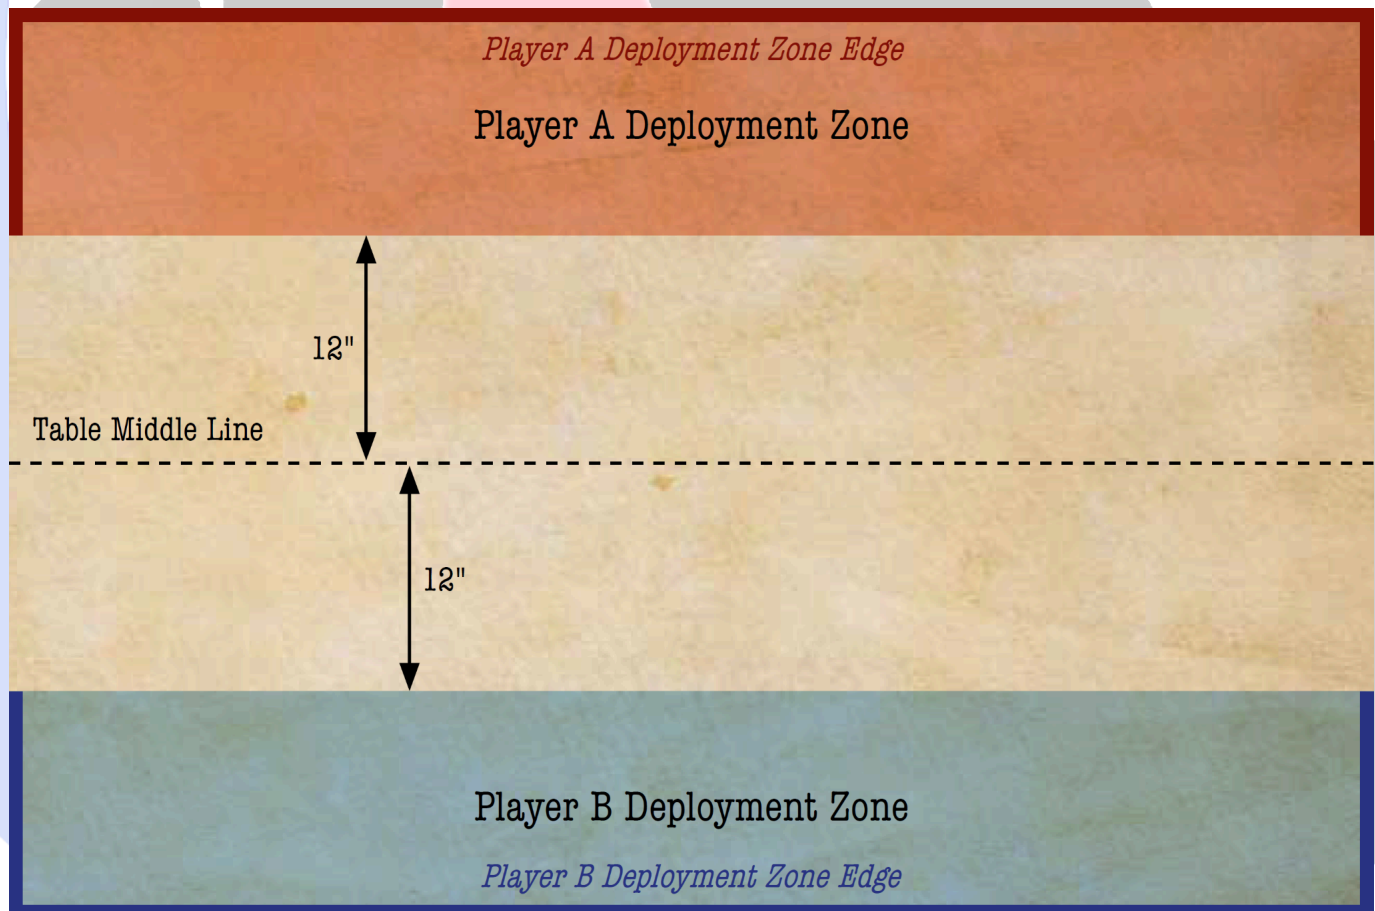 Player A Deployment Zone Edge
Player A Deployment Zone
12"
Table Middle Line
12"
Player B Deployment Zone
Player B Deployment Zone Edge